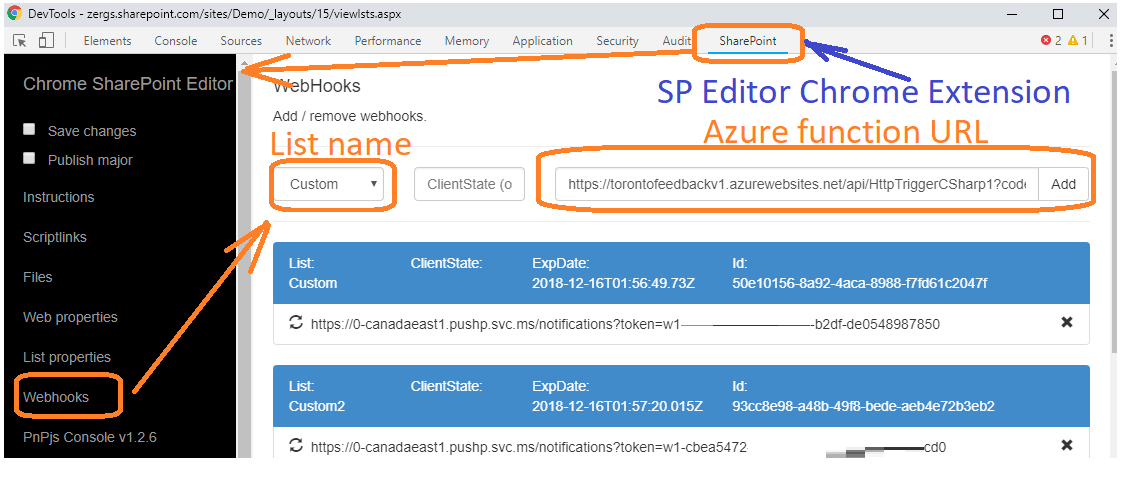 DevTools - zergs.sharepoint.com/sites/Demo/_layouts/15/viewlsts.aspx
Elements Console Sources Network Performance Memory Application Security Audit SharePoint 2 1
SP Editor Chrome Extension
Azure function URL
List name
Chrome SharePoint Editor
Save changes
Publish major
Instructions
Scriptlinks
Files
Web properties
List properties
Webhooks
PnPjs Console v1.2.6
WebHooks
Add / remove webhooks.
Custom ClientState (o https://torontofeedbackv1.azurewebsites.net/api/HttpTriggerCSharp1?code Add
List: ClientState: ExpDate: Id:
Custom 2018-12-16T01:56:49.73Z 50e10156-8a92-4aca-8988-f7fd61c2047f
https://0-canadaeast1.pushp.svc.ms/notifications?token=w1 -b2df-de0548987850
List: ClientState: ExpDate: Id:
Custom2 2018-12-16T01:57:20.015Z 93cc8e98-a48b-49f8-bede-aeb4e72b3eb2
https://0-canadaeast1.pushp.svc.ms/notifications?token=w1-cbea5472 cd0